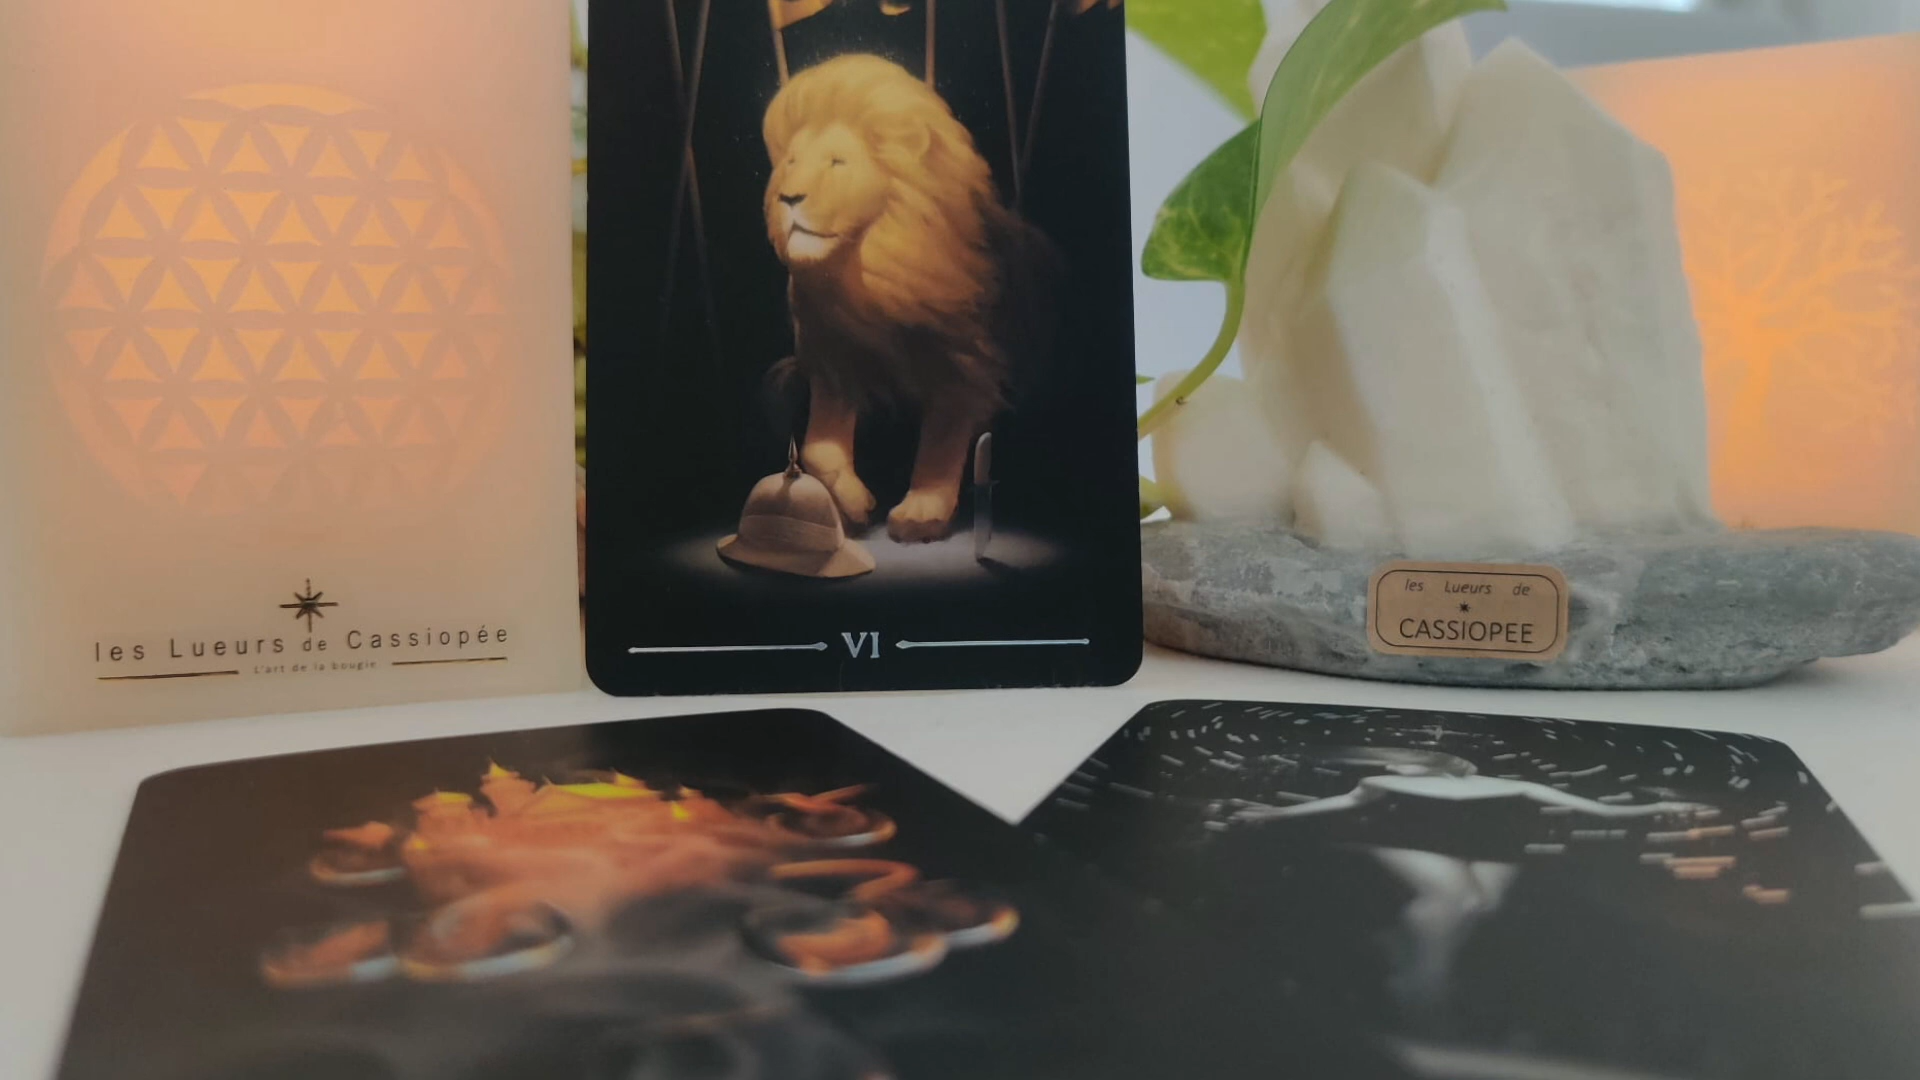 les Lueurs de Cassiopée
L'art de la bougie
VI
les Lueurs de
CASSIOPEE